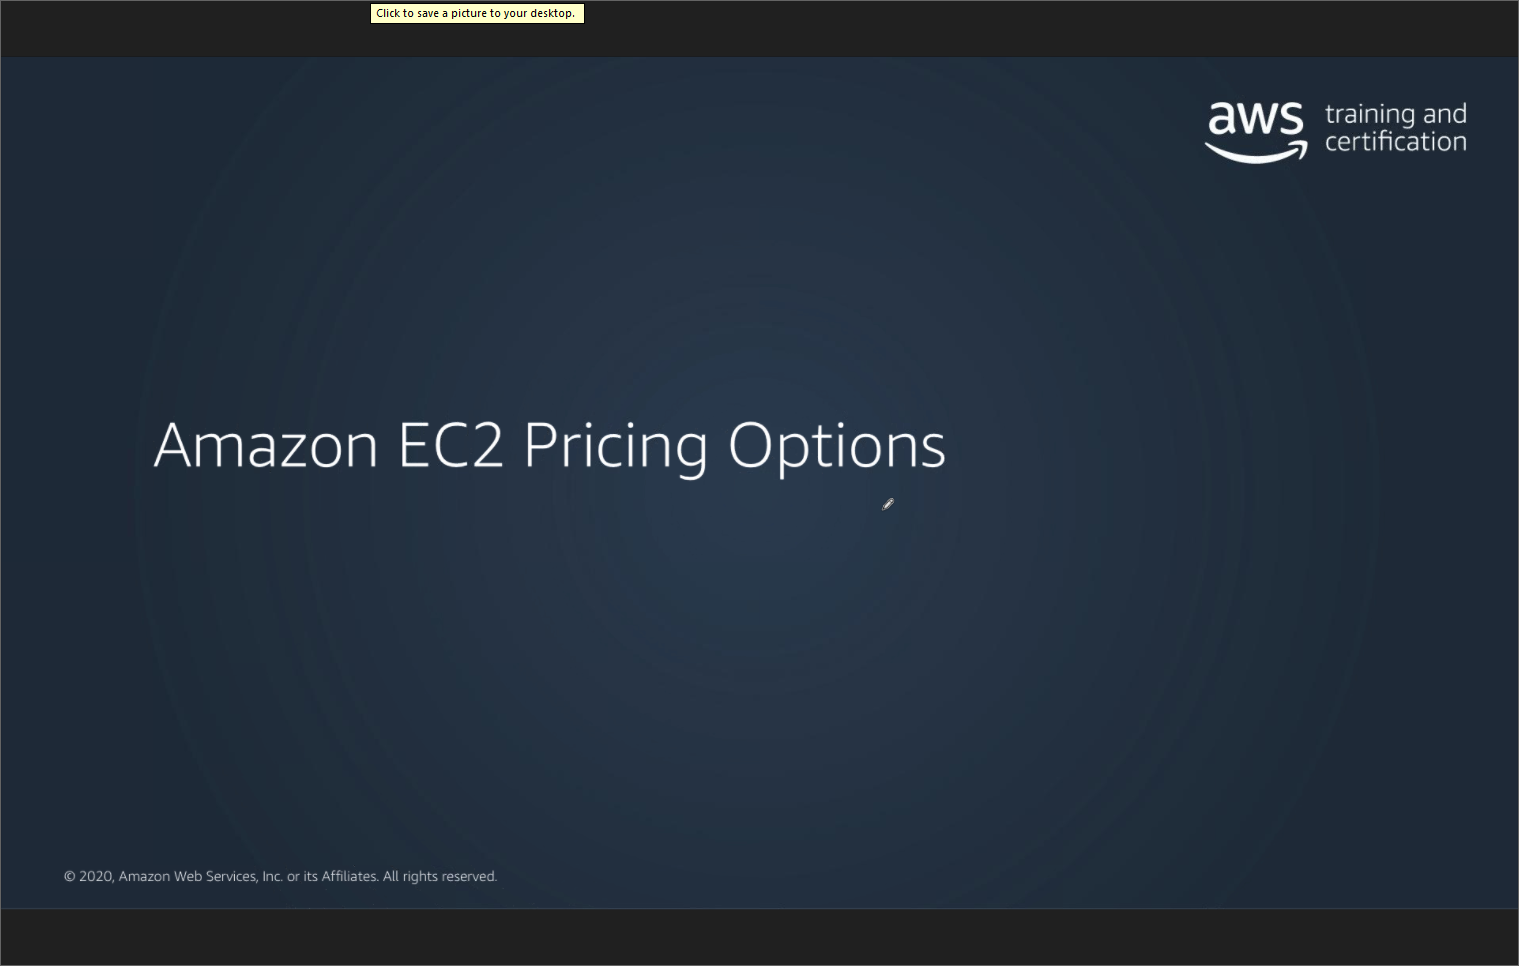 Click to save a picture to your desktop.
aws training and
certification
Amazon EC2 Pricing Options
© 2020, Amazon Web Services, Inc. or its Affiliates. All rights reserved.